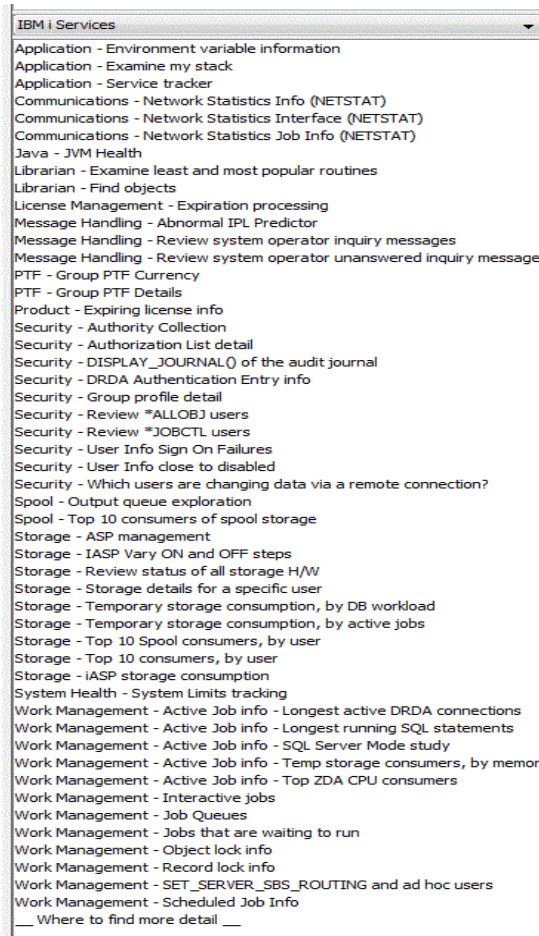 IBM i Services
Application - Environment variable information
Application - Examine my stack
Application - Service tracker
Communications - Network Statistics Info (NETSTAT)
Communications - Network Statistics Interface (NETSTAT)
Communications - Network Statistics Job Info (NETSTAT)
Java - JVM Health
Librarian - Examine least and most popular routines
Librarian - Find objects
License Management - Expiration processing
Message Handling - Abnormal IPL Predictor
Message Handling - Review system operator inquiry messages
Message Handling - Review system operator unanswered inquiry message
PTF - Group PTF Currency
PTF - Group PTF Details
Product - Expiring license info
Security - Authority Collection
Security - Authorization List detail
Security - DISPLAY_JOURNAL() of the audit journal
Security - DRDA Authentication Entry info
Security - Group profile detail
Security - Review *ALLOBJ users
Security - Review *JOBCTL users
Security - User Info Sign On Failures
Security - User Info close to disabled
Security - Which users are changing data via a remote connection?
Spool - Output queue exploration
Spool - Top 10 consumers of spool storage
Storage - ASP management
Storage - IASP Vary ON and OFF steps
Storage - Review status of all storage H/W
Storage - Storage details for a specific user
Storage - Temporary storage consumption, by DB workload
Storage - Temporary storage consumption, by active jobs
Storage - Top 10 Spool consumers, by user
Storage - Top 10 consumers, by user
Storage - iASP storage consumption
System Health - System Limits tracking
Work Management - Active Job info - Longest active DRDA connections
Work Management - Active Job info - Longest running SQL statements
Work Management - Active Job info - SQL Server Mode study
Work Management - Active Job info - Temp storage consumers, by memor
Work Management - Active Job info - Top ZDA CPU consumers
Work Management - Interactive jobs
Work Management - Job Queues
Work Management - Jobs that are waiting to run
Work Management - Object lock info
Work Management - Record lock info
Work Management - SET_SERVER_SBS_ROUTING and ad hoc users
Work Management - Scheduled Job Info
__ Where to find more detail __